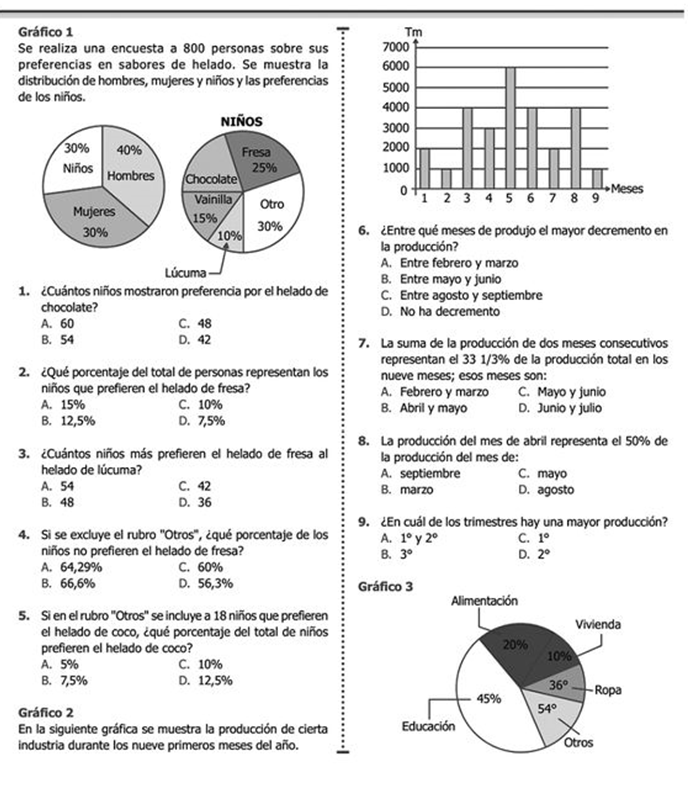 Gráfico 1
Se realiza una encuesta a 800 personas sobre sus
preferencias en sabores de helado. Se muestra la
distribución de hombres, mujeres y niños y las preferencias
de los niños.
30%
Niños
40%
Hombres
Mujeres
30%
NIÑOS
Fresa
25%
Chocolate
Vainilla
15%
Otro
30%
10%
Lúcuma
1. ¿Cuántos niños mostraron preferencia por el helado de
chocolate?
A. 60 C. 48
B. 54 D. 42
2. ¿Qué porcentaje del total de personas representan los
niños que prefieren el helado de fresa?
A. 15% C. 10%
B. 12,5% D. 7,5%
3. ¿Cuántos niños más prefieren el helado de fresa al
helado de lúcuma?
A. 54 C. 42
B. 48 D. 36
4. Si se excluye el rubro "Otros", ¿qué porcentaje de los
niños no prefieren el helado de fresa?
A. 64,29% C. 60%
B. 66,6% D. 56,3%
5. Si en el rubro "Otros" se incluye a 18 niños que prefieren
el helado de coco, ¿qué porcentaje del total de niños
prefieren el helado de coco?
A. 5% C. 10%
B. 7,5% D. 12,5%
Gráfico 2
En la siguiente gráfica se muestra la producción de cierta
industria durante los nueve primeros meses del año.
Tm
7000
6000
5000
4000
3000
2000
1000
0
1 2 3 4 5 6 7 8 9 Meses
6. ¿Entre qué meses de produjo el mayor decremento en
la producción?
A. Entre febrero y marzo
B. Entre mayo y junio
C. Entre agosto y septiembre
D. No ha decremento
7. La suma de la producción de dos meses consecutivos
representan el 33 1/3% de la producción total en los
nueve meses; esos meses son:
A. Febrero y marzo C. Mayo y junio
B. Abril y mayo D. Junio y julio
8. La producción del mes de abril representa el 50% de
la producción del mes de:
A. septiembre C. mayo
B. marzo D. agosto
9. ¿En cuál de los trimestres hay una mayor producción?
A. 1° y 2° C. 1°
B. 3° D. 2°
Gráfico 3
Alimentación
Vivienda
20%
10%
36°
Ropa
45%
54°
Educación
Otros